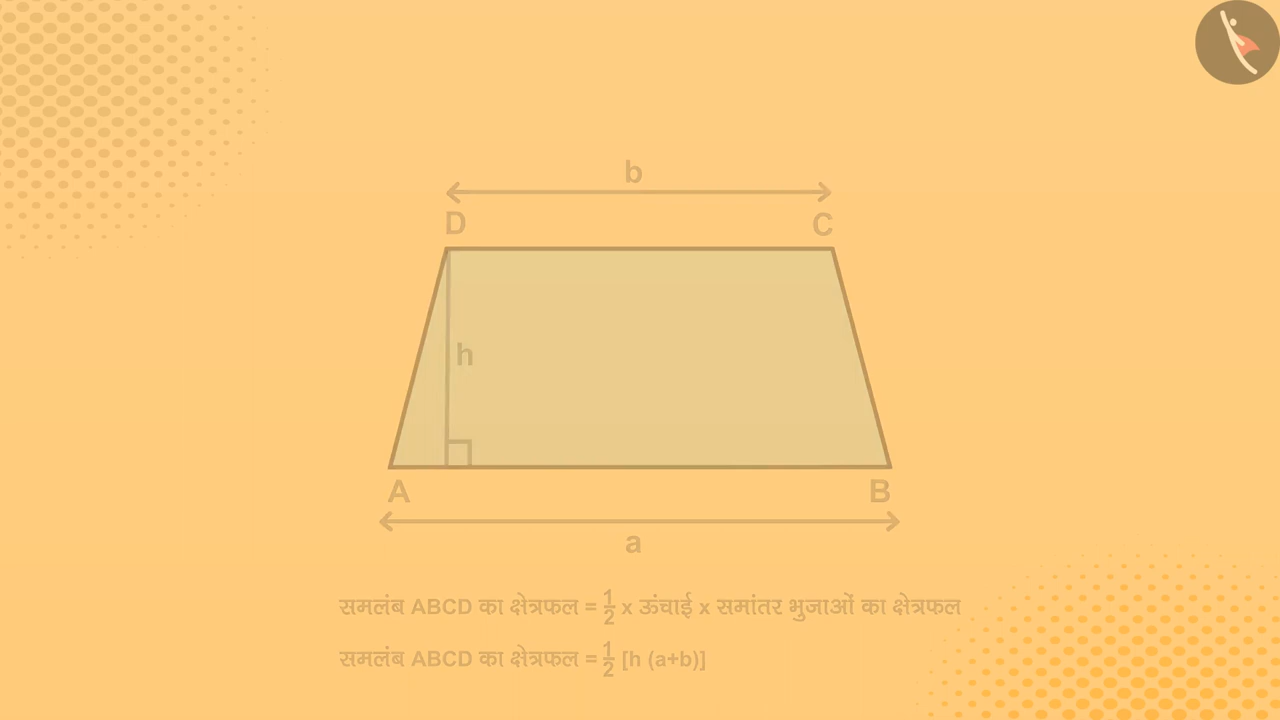 b
D C
h
A B
a
समलंब ABCD का क्षेत्रफल = 1/2 x ऊंचाई x समांतर भुजाओं का क्षेत्रफल
समलंब ABCD का क्षेत्रफल = 1/2 [h (a+b)]